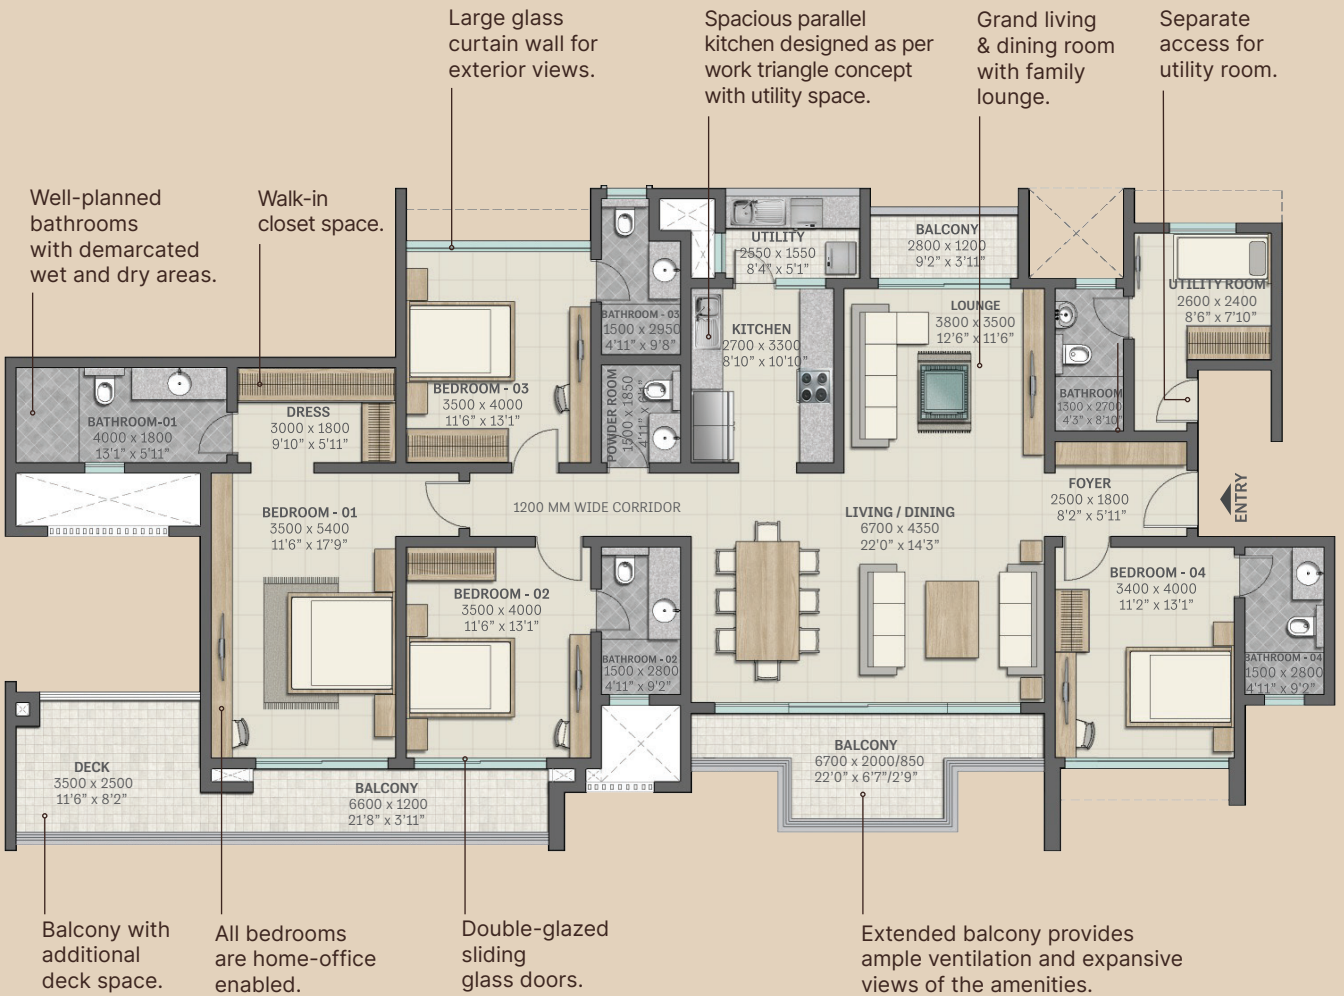 Large glass
curtain wall for
exterior views.
Spacious parallel
kitchen designed as per
work triangle concept
with utility space.
Grand living
& dining room
with family
lounge.
Separate
access for
utility room.
Well-planned
bathrooms
with demarcated
wet and dry areas.
Walk-in
closet space.
UTILITY
2550 x 1550
8'4" x 5'1"
BALCONY
2800 x 1200
9'2" x 3'11"
UTILITY ROOM
2600 x 2400
8'6" x 7'10"
BATHROOM - 03
1500 x 2950
4'11" x 9'8"
KITCHEN
2700 x 3300
8'10" x 10'10"
LOUNGE
3800 x 3500
12'6" x 11'6"
BEDROOM - 03
3500 x 4000
11'6" x 13'1"
POWDER ROOM
1500 x 1850
4'11" x
BATHROOM
1300 x 2700
4'3" x 8'10"
BATHROOM-01
4000 x 1800
13'1" x 5'11"
DRESS
3000 x 1800
9'10" x 5'11"
FOYER
2500 x 1800
8'2" x 5'11"
ENTRY
BEDROOM - 01
3500 x 5400
11'6" x 17'9"
1200 MM WIDE CORRIDOR
LIVING / DINING
6700 x 4350
22'0" x 14'3"
BEDROOM - 02
3500 x 4000
11'6" x 13'1"
BEDROOM - 04
3400 x 4000
11'2" x 13'1"
BATHROOM - 02
1500 x 2800
4'11" x 9'2"
BATHROOM - 04
1500 x 2800
4'11" x 9'2"
DECK
3500 x 2500
11'6" x 8'2"
BALCONY
6600 x 1200
21'8" x 3'11"
BALCONY
6700 x 2000/850
22'0" x 6'7"/2'9"
Balcony with
additional
deck space.
All bedrooms
are home-office
enabled.
Double-glazed
sliding
glass doors.
Extended balcony provides
ample ventilation and expansive
views of the amenities.